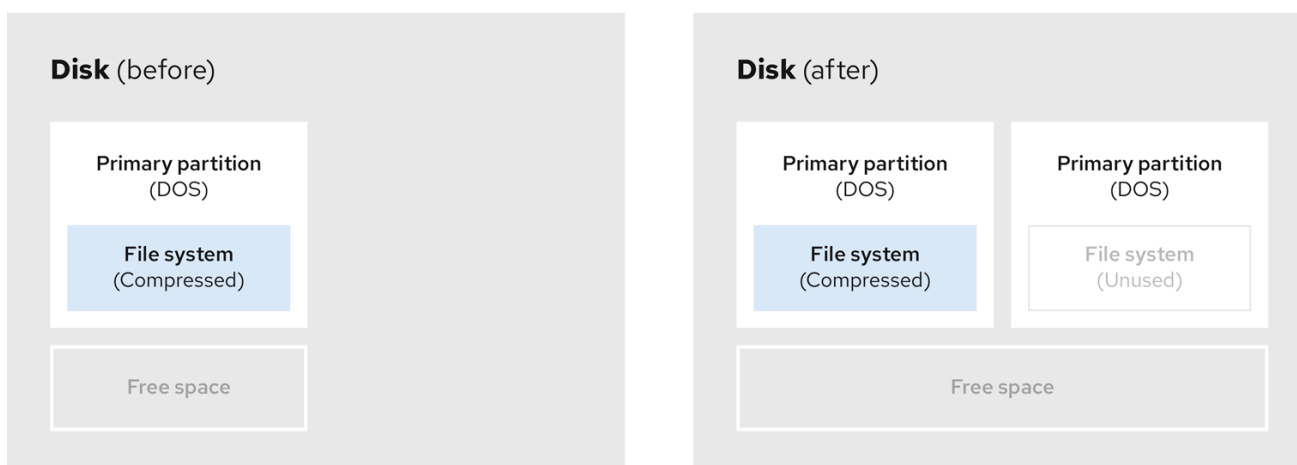 Disk (before)
Primary partition
(DOS)
File system
(Compressed)
Free space
Disk (after)
Primary partition
(DOS)
File system
(Compressed)
Primary partition
(DOS)
File system
(Unused)
Free space